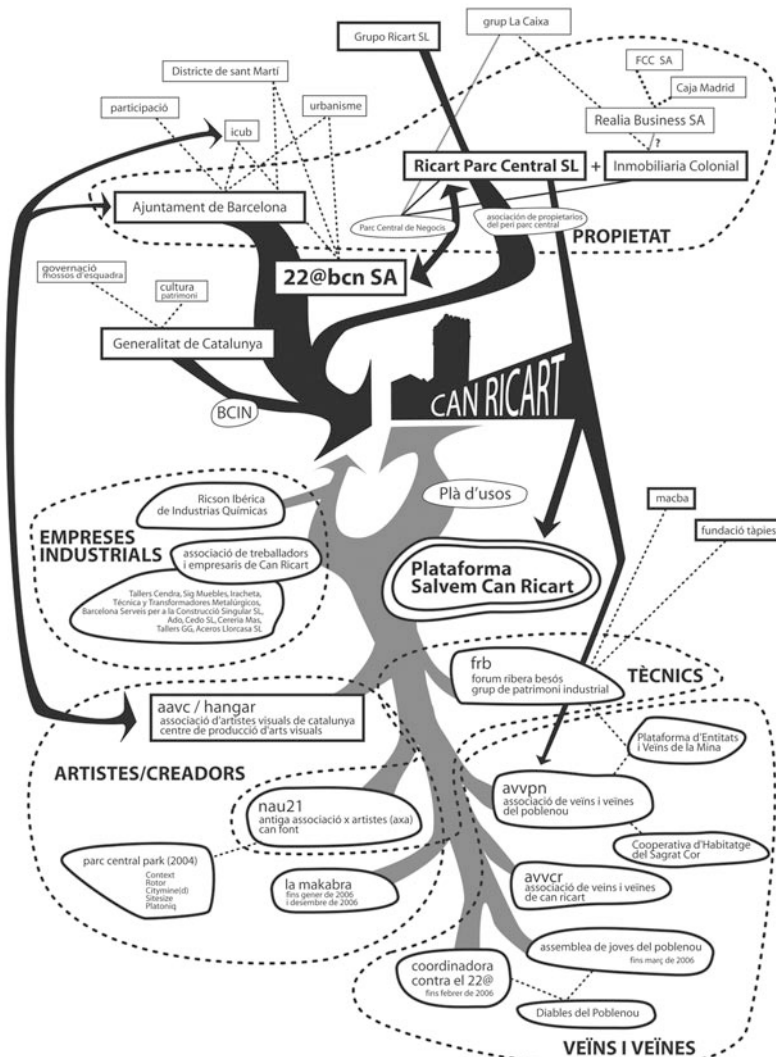 grup La Caixa
Grupo Ricart SL
FCC SA
Districte de sant Martí
Caja Madrid
participació
urbanisme
icub
Realia Business SA
?
Ricart Parc Central SL
+
Inmobiliaria Colonial
Ajuntament de Barcelona
Parc Central de Negocis
asociación de propietarios
del peri parc central
PROPIETAT
22@bcn SA
governació
mossos d'esquadra
cultura
patrimoni
Generalitat de Catalunya
BCIN
CAN RICART
Plà d'usos
Ricson Ibérica
de Industrias Químicas
EMPRESES
INDUSTRIALS
associació de treballadors
i empresaris de Can Ricart
Tallers Cendra, Sig Muebles, Iracheta,
Técnica y Transformadores Metalúrgicos,
Barcelona Serveis per a la Construcció Singular SL,
Ado, Cedo SL, Cereria Mas,
Tallers GG, Aceros Llorcasa SL
macba
fundació tàpies
Plataforma
Salvem Can Ricart
frb
forum ribera besós
grup de patrimoni industrial
TÈCNICS
aavc / hangar
associació d'artistes visuals de catalunya
centre de producció d'arts visuals
Plataforma d'Entitats
i Veïns de la Mina
ARTISTES/CREADORS
avvpn
associació de veïns i veïnes
del poblenou
nau21
antiga associació x artistes (axa)
can font
Cooperativa d'Habitatge
del Sagrat Cor
parc central park (2004)
Context
Rotor
Citymine(d)
Sitesize
Platoniq
la makabra
fins gener de 2006
i desembre de 2006
avvcr
associació de veins i veïnes
de can ricart
assemblea de joves del poblenou
fins març de 2006
coordinadora
contra el 22@
fins febrer de 2006
Diables del Poblenou
VEÏNS I VEÏNES